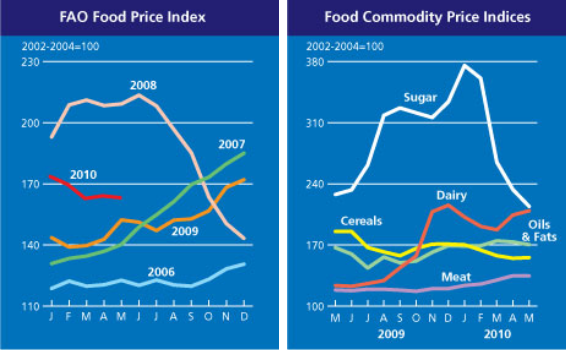 FAO Food Price Index
2002-2004=100
230
200
170
140
110
2008
2007
2010
2009
2006
J F M A M J J A S O N D
Food Commodity Price Indices
2002-2004=100
380
310
240
170
100
Sugar
Dairy
Cereals
Oils
& Fats
Meat
M J J A S O N D J F M A M
2009 2010